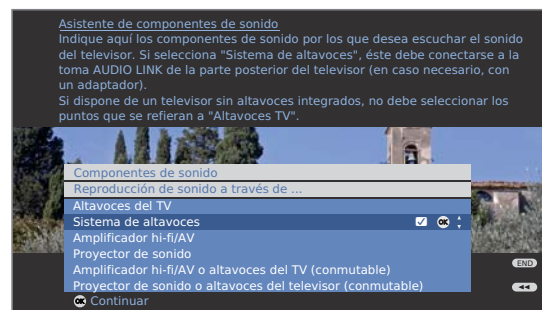 Asistente de componentes de sonido
Indique aquí los componentes de sonido por los que desea escuchar el sonido
del televisor. Si selecciona "Sistema de altavoces", éste debe conectarse a la
toma AUDIO LINK de la parte posterior del televisor (en caso necesario, con
un adaptador).
Si dispone de un televisor sin altavoces integrados, no debe seleccionar los
puntos que se refieran a "Altavoces TV".
Componentes de sonido
Reproducción de sonido a través de ...
Altavoces del TV
Sistema de altavoces OK
Amplificador hi-fi/AV
Proyector de sonido
Amplificador hi-fi/AV o altavoces del TV (conmutable)
END
Proyector de sonido o altavoces del televisor (conmutable)
OK Continuar